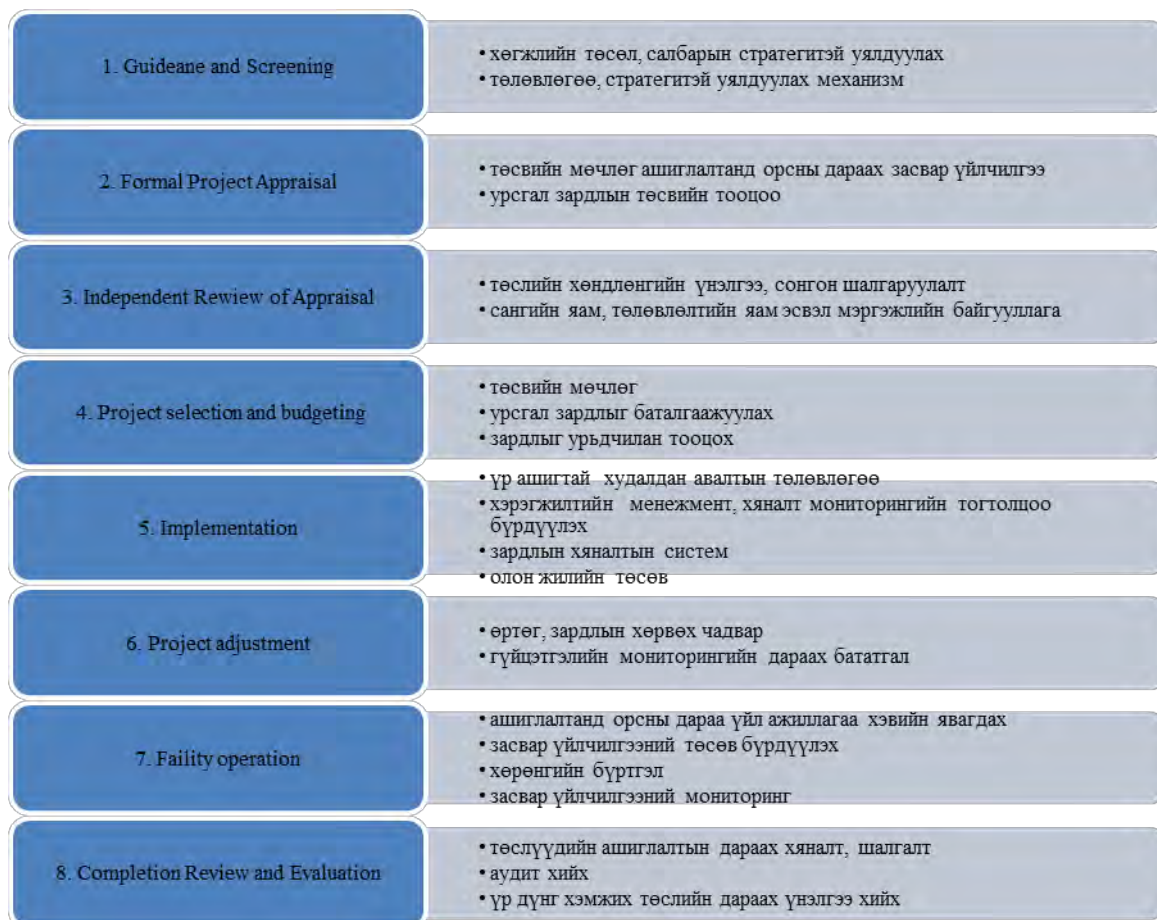 1. Guideane and Screening
• хөгжлийн төсөл, салбарын стратегитэй уялдуулах
• төлөвлөгөө, стратегитэй уялдуулах механизм
2. Formal Project Appraisal
• төсвийн мөчлөг ашиглалтанд орсны дараах засвар үйлчилгээ
• урсгал зардлын төсвийн тооцоо
3. Independent Rewiew of Appraisal
• төслийн хөндлөнгийн үнэлгээ, сонгон шалгаруулалт
• сангийн яам, төлөвлөлтийн яам эсвэл мэргэжлийн байгууллага
4. Project selection and budgeting
• төсвийн мөчлөг
• урсгал зардлыг баталгаажуулах
• зардлыг урьдчилан тооцох
5. Implementation
• үр ашигтай худалдан авалтын төлөвлөгөө
• хэрэгжилтийн менежмент, хяналт мониторингийн тогтолцоо
бүрдүүлэх
• зардлын хяналтын систем
• олон жилийн төсөв
6. Project adjustment
• өртөг, зардлын хөрвөх чадвар
• гүйцэтгэлийн мониторингийн дараах бататгал
7. Faility operation
• ашиглалтанд орсны дараа үйл ажиллагаа хэвийн явагдах
• засвар үйлчилгээний төсөв бүрдүүлэх
• хөрөнгийн бүртгэл
• засвар үйлчилгээний мониторинг
8. Completion Review and Evaluation
• төслүүдийн ашиглалтын дараах хяналт, шалгалт
• аудит хийх
• үр дүнг хэмжих төслийн дараах үнэлгээ хийх